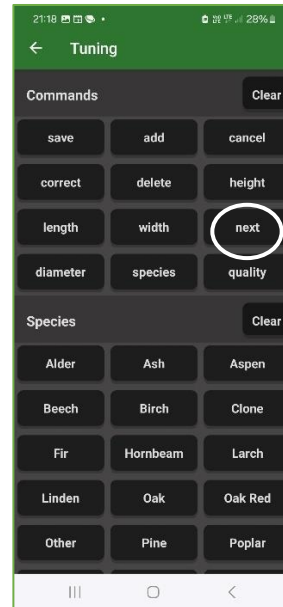 21:18 28%
Tuning
Commands Clear
save add cancel
correct delete height
length width next
diameter species quality
Species Clear
Alder Ash Aspen
Beech Birch Clone
Fir Hornbeam Larch
Linden Oak Oak Red
Other Pine Poplar